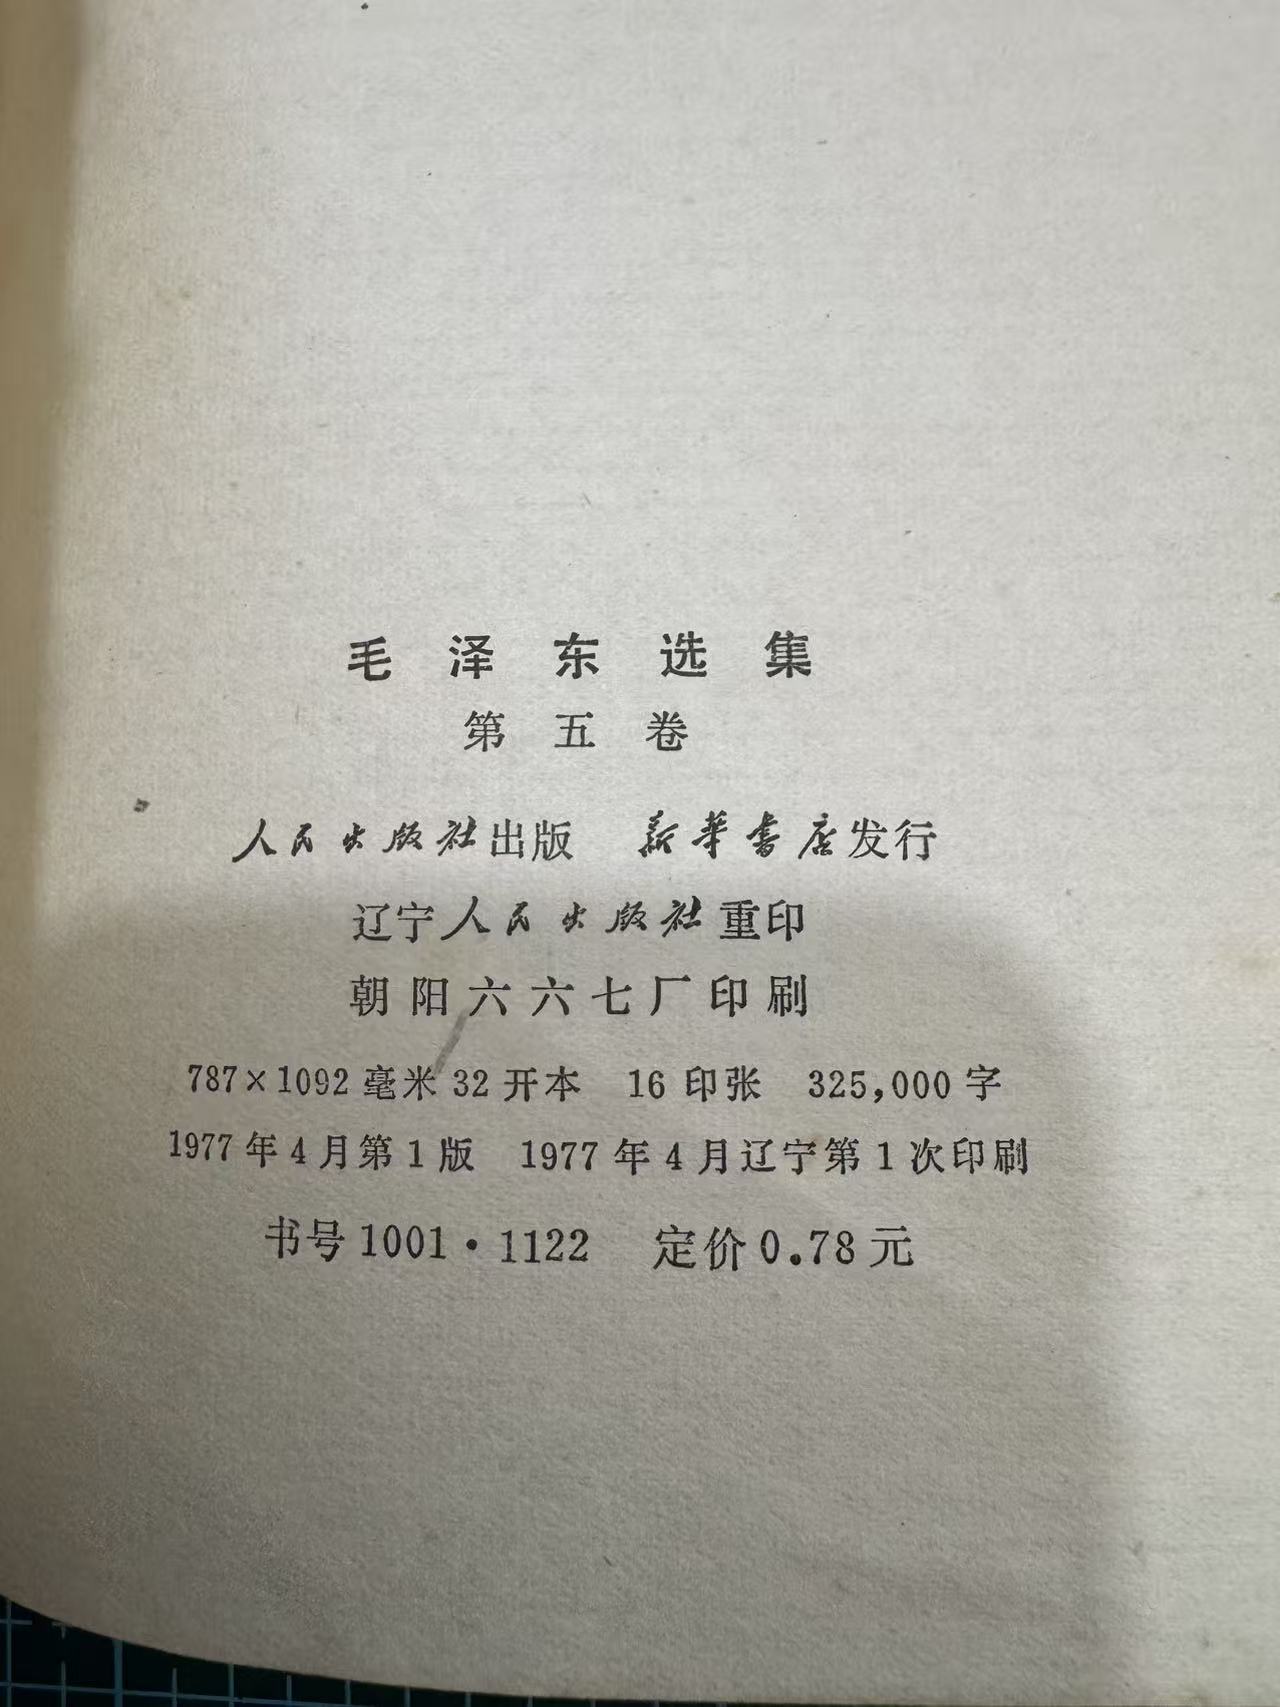 毛泽东选集
第五卷
人民出版社出版 新华书店发行
辽宁人民出版社重印
朝阳六六七厂印刷
787×1092毫米32开本 16印张 325,000字
1977年4月第1版 1977年4月辽宁第1次印刷
书号1001·1122 定价0.78元